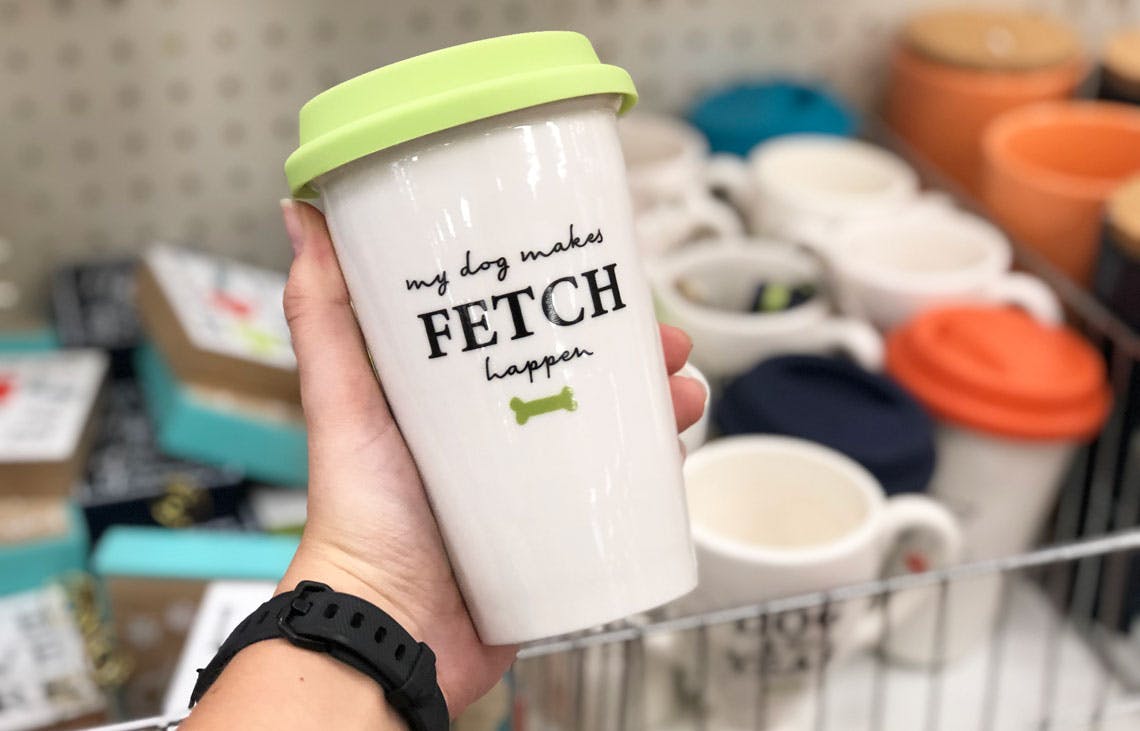 my dog makes
FETCH
happen